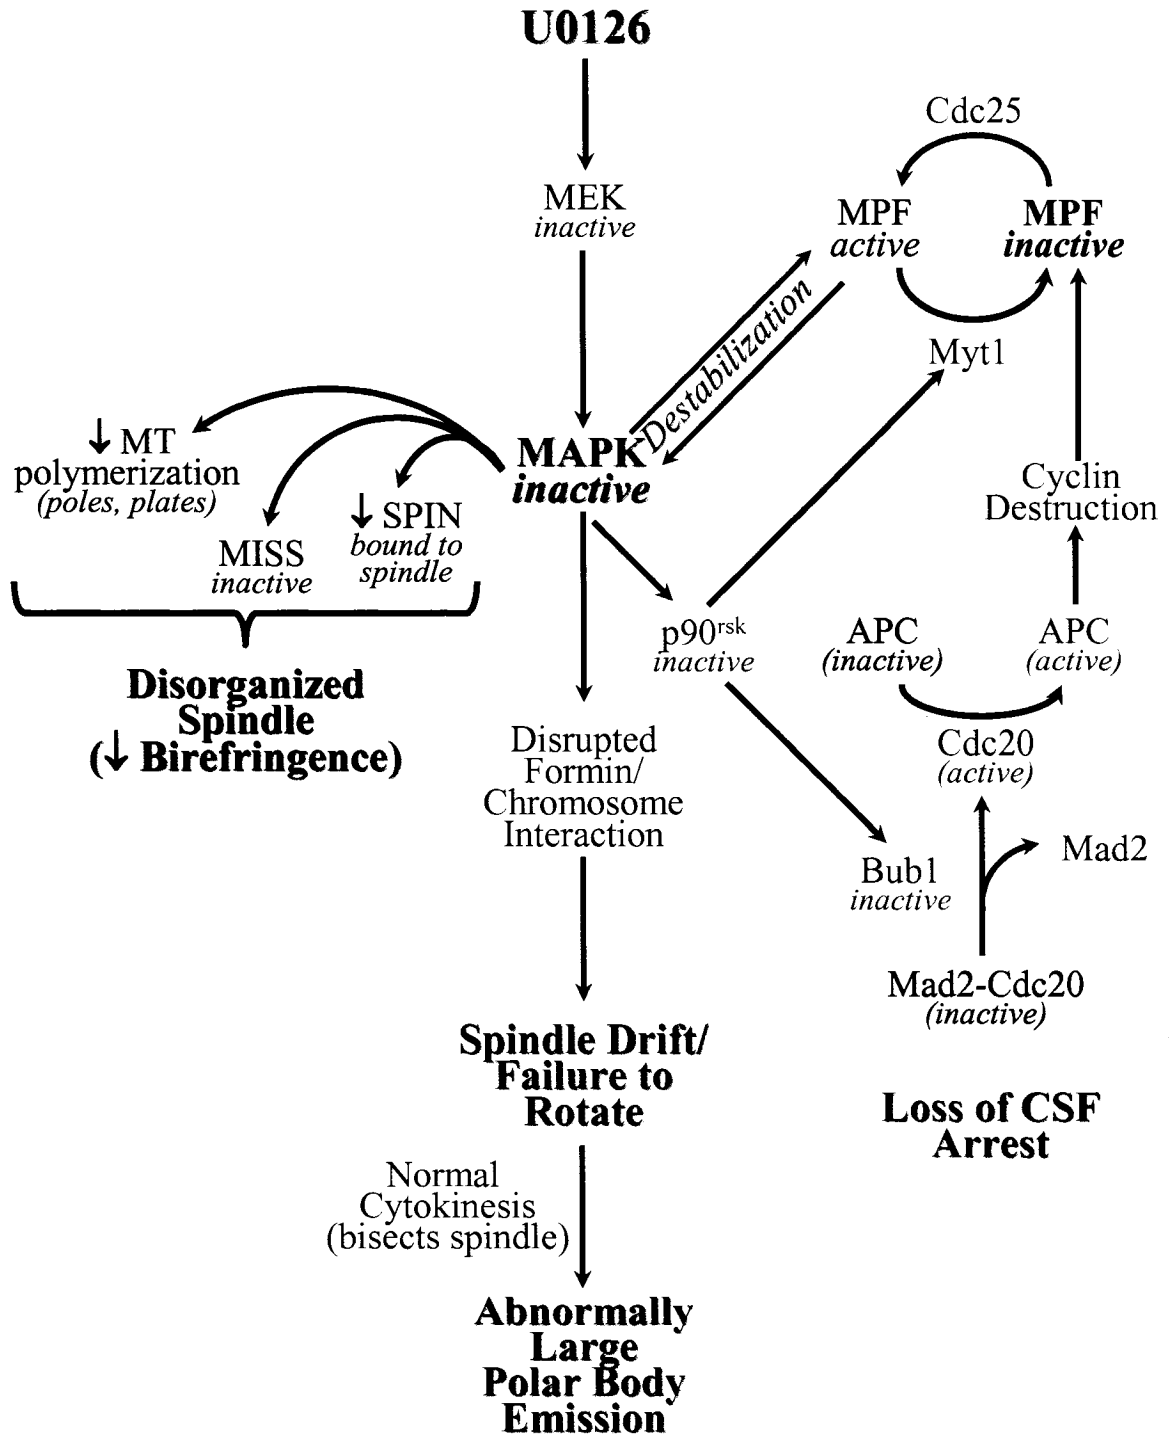 U0126
MEK
inactive
Cdc25
MPF
active
MPF
inactive
Myt1
Destabilization
MAPK
inactive
↓ MT
polymerization
(poles, plates)
MISS
inactive
↓ SPIN
bound to
spindle
Disorganized
Spindle
(↓ Birefringence)
p90rsk
inactive
Cyclin
Destruction
APC
(inactive)
APC
(active)
Cdc20
(active)
Mad2
Bub1
inactive
Mad2-Cdc20
(inactive)
Loss of CSF
Arrest
Disrupted
Formin/
Chromosome
Interaction
Spindle Drift/
Failure to
Rotate
Normal
Cytokinesis
(bisects spindle)
Abnormally
Large
Polar Body
Emission